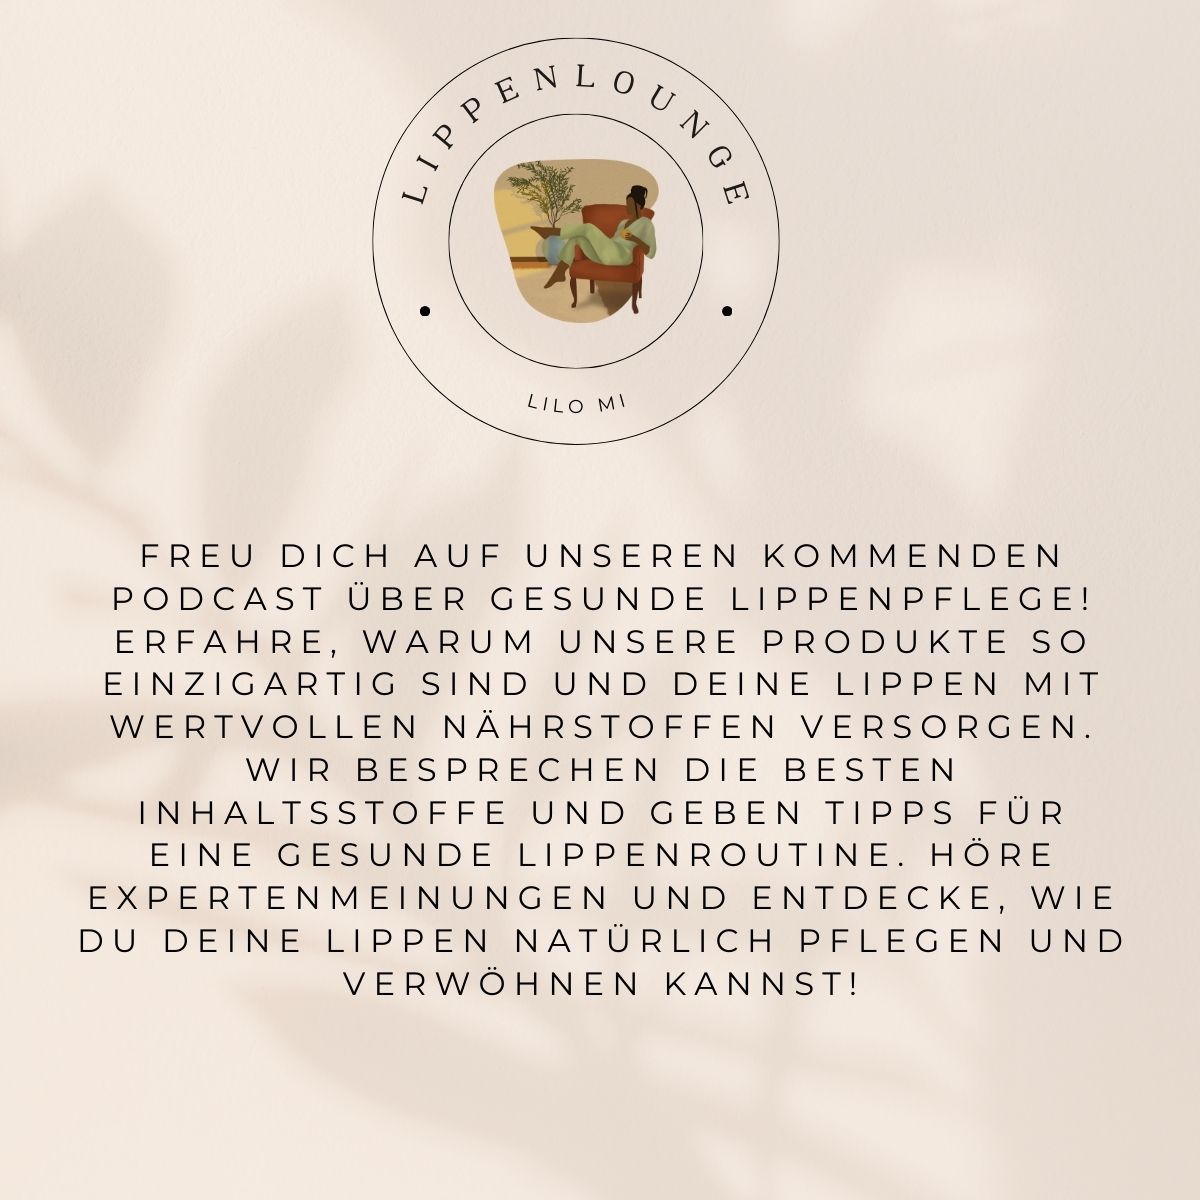 LIPPENLOUNGE
LILO MI
FREU DICH AUF UNSEREN KOMMENDEN
PODCAST ÜBER GESUNDE LIPPENPFLEGE!
ERFAHRE, WARUM UNSERE PRODUKTE SO
EINZIGARTIG SIND UND DEINE LIPPEN MIT
WERTVOLLEN NÄHRSTOFFEN VERSORGEN.
WIR BESPRECHEN DIE BESTEN
INHALTSSTOFFE UND GEBEN TIPPS FÜR
EINE GESUNDE LIPPENROUTINE. HÖRE
EXPERTENMEINUNGEN UND ENTDECKE, WIE
DU DEINE LIPPEN NATÜRLICH PFLEGEN UND
VERWÖHNEN KANNST!